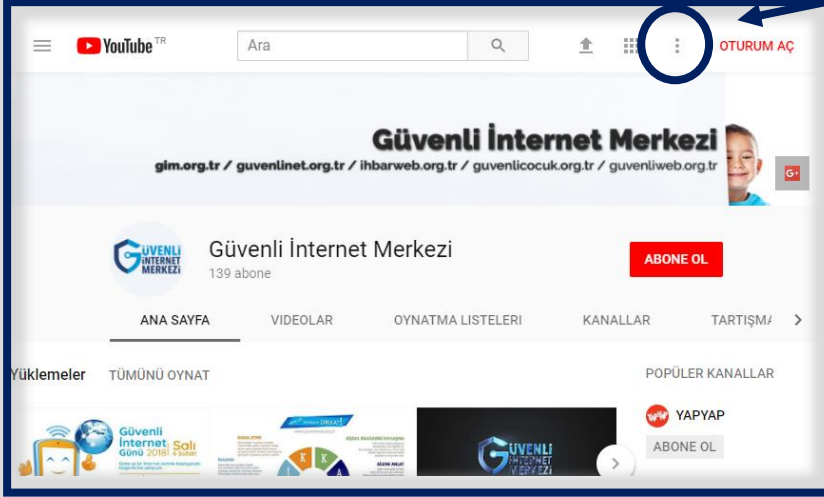 YouTube TR
Ara
OTURUM AÇ
Güvenli İnternet Merkezi
gim.org.tr / guvenlinet.org.tr / ihbarweb.org.tr / guvenlicocuk.org.tr / guvenliweb.org.tr
G+
GÜVENLİ
İNTERNET
MERKEZİ
Güvenli İnternet Merkezi
139 abone
ABONE OL
ANA SAYFA
VIDEOLAR
OYNATMA LISTELERI
KANALLAR
TARTIŞMA
Yüklemeler
TÜMÜNÜ OYNAT
POPÜLER KANALLAR
YAPYAP
ABONE OL
Güvenli
İnternet
Günü 2018
Salı
6 Şubat
K
K
GÜVENLİ
İNTERNET
MERKEZİ